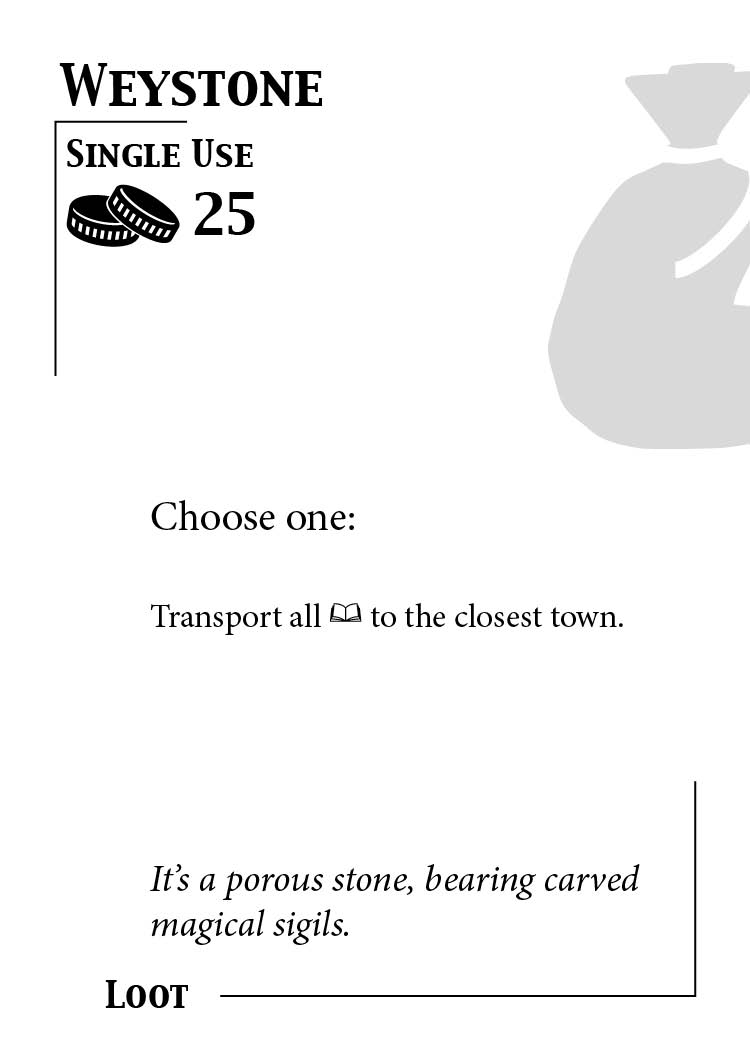 Weystone
Single Use
25
Choose one:
Transport all to the closest town.
It’s a porous stone, bearing carved
magical sigils.
Loot